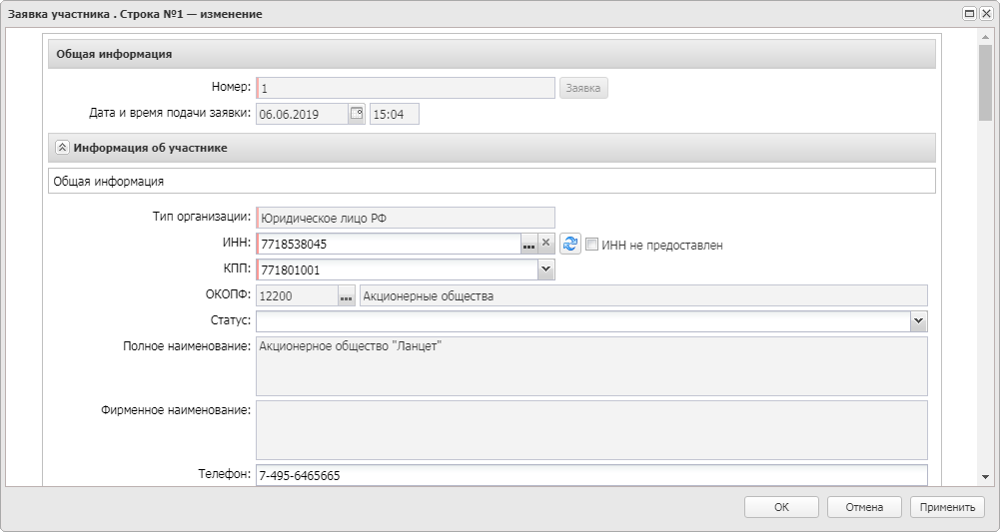 Заявка участника . Строка №1 — изменение
Общая информация
Номер: 1 Заявка
Дата и время подачи заявки: 06.06.2019 15:04
Информация об участнике
Общая информация
Тип организации: Юридическое лицо РФ
ИНН: 7718538045 ... ИНН не предоставлен
КПП: 771801001
ОКОПФ: 12200 ... Акционерные общества
Статус:
Полное наименование: Акционерное общество "Ланцет"
Фирменное наименование:
Телефон: 7-495-6465665
ОК Отмена Применить